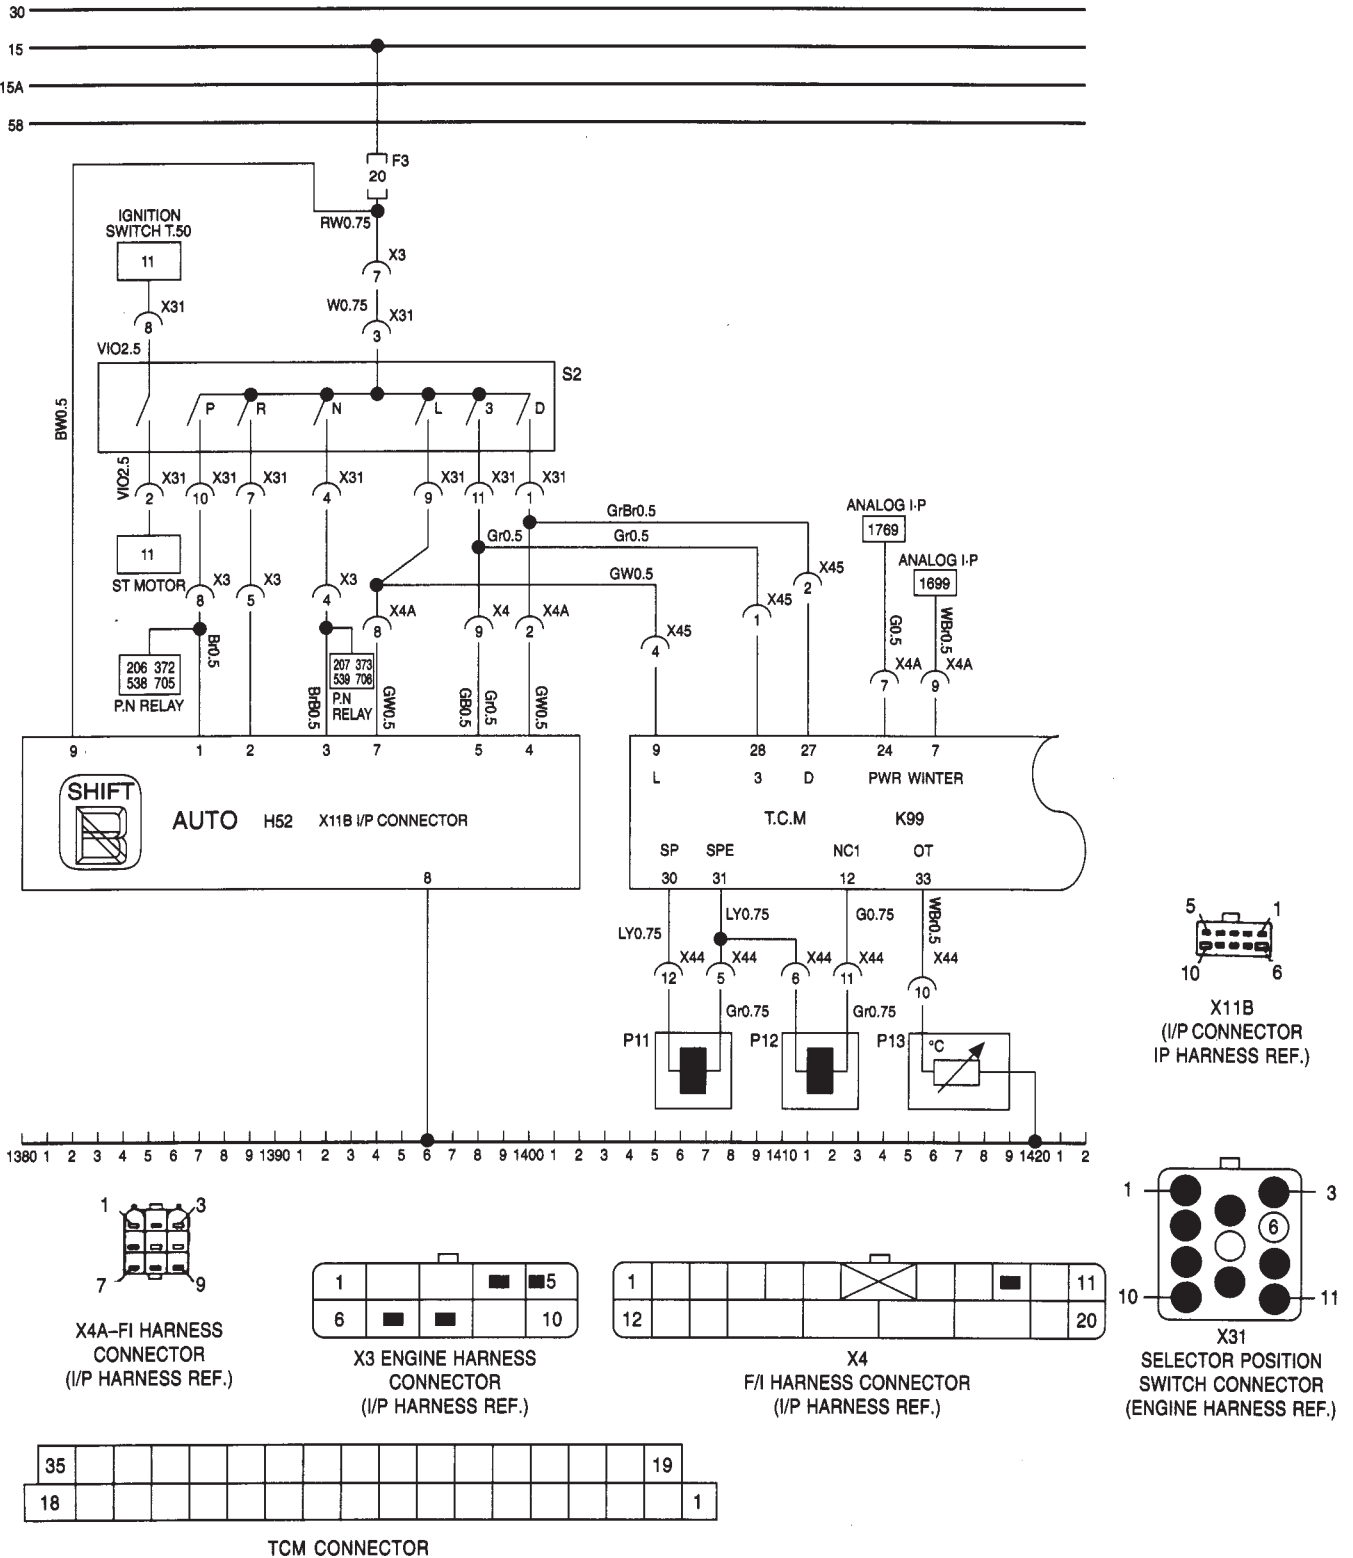 30
15
15A
58
F3
20
RW0.75
IGNITION
SWITCH T.50
11
X3
7
X31
8
W0.75
X31
3
VIO2.5
S2
BW0.5
P R N L 3 D
VIO2.5
X31 X31 X31 X31 X31 X31 X31
2 10 7 4 9 11 1
GrBr0.5
Gr0.5 Gr0.5
GW0.5
11
ST MOTOR
X3 X3 X3 X4A X4 X4A
8 5 4 8 9 2
X45
2
X45
1
X45
4
ANALOG I·P
1769
ANALOG I·P
1699
G0.5
WBr0.5
X4A X4A
7 9
Br0.5
206 372
538 705
P.N RELAY
207 373
539 706
P.N
RELAY
BrB0.5
GW0.5
GB0.5
Gr0.5
GW0.5
9 1 2 3 7 5 4
SHIFT
AUTO H52 X11B I/P CONNECTOR
8
9 28 27 24 7
L 3 D PWR WINTER
T.C.M K99
SP SPE NC1 OT
30 31 12 33
LY0.75
LY0.75
G0.75
WBr0.5
X44 X44 X44 X44 X44
12 5 6 11 10
Gr0.75 Gr0.75
P11 P12 P13
°C
5 1
10 6
X11B
(I/P CONNECTOR
IP HARNESS REF.)
1380 1 2 3 4 5 6 7 8 9 1390 1 2 3 4 5 6 7 8 9 1400 1 2 3 4 5 6 7 8 9 1410 1 2 3 4 5 6 7 8 9 1420 1 2
1 3
7 9
X4A–FI HARNESS
CONNECTOR
(I/P HARNESS REF.)
1 5
6 10
X3 ENGINE HARNESS
CONNECTOR
(I/P HARNESS REF.)
1 11
12 20
X4
F/I HARNESS CONNECTOR
(I/P HARNESS REF.)
1 3
6
10 11
X31
SELECTOR POSITION
SWITCH CONNECTOR
(ENGINE HARNESS REF.)
35 19
18 1
TCM CONNECTOR